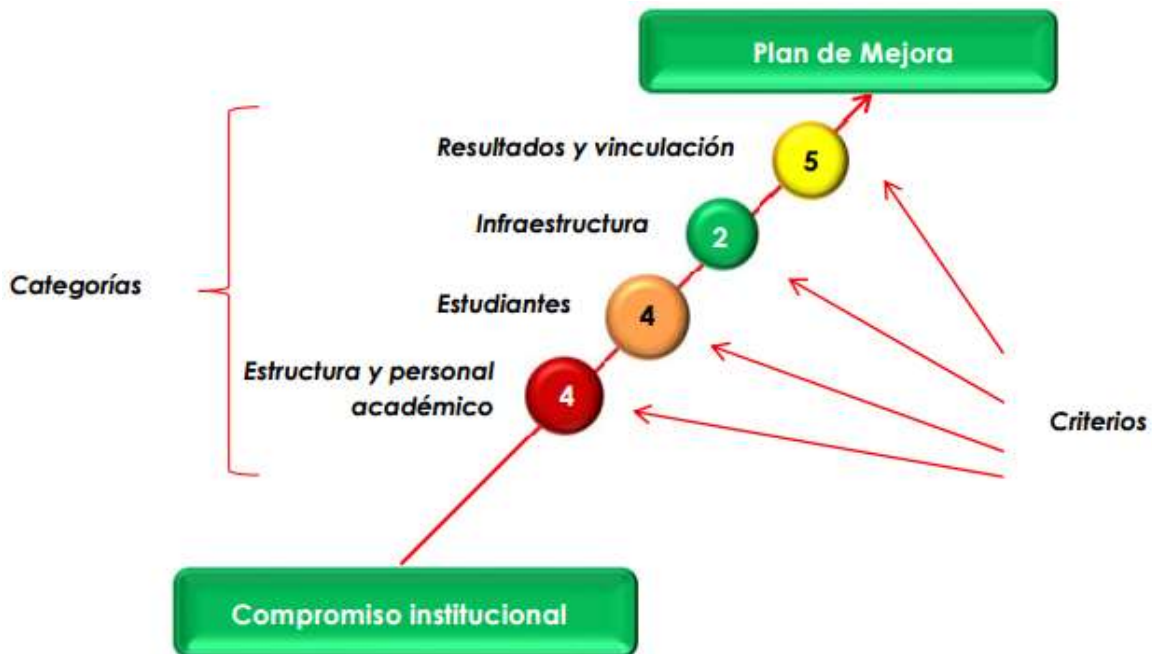 Plan de Mejora
Resultados y vinculación
5
Infraestructura
2
Categorías
Estudiantes
4
Estructura y personal
académico
4
Criterios
Compromiso institucional